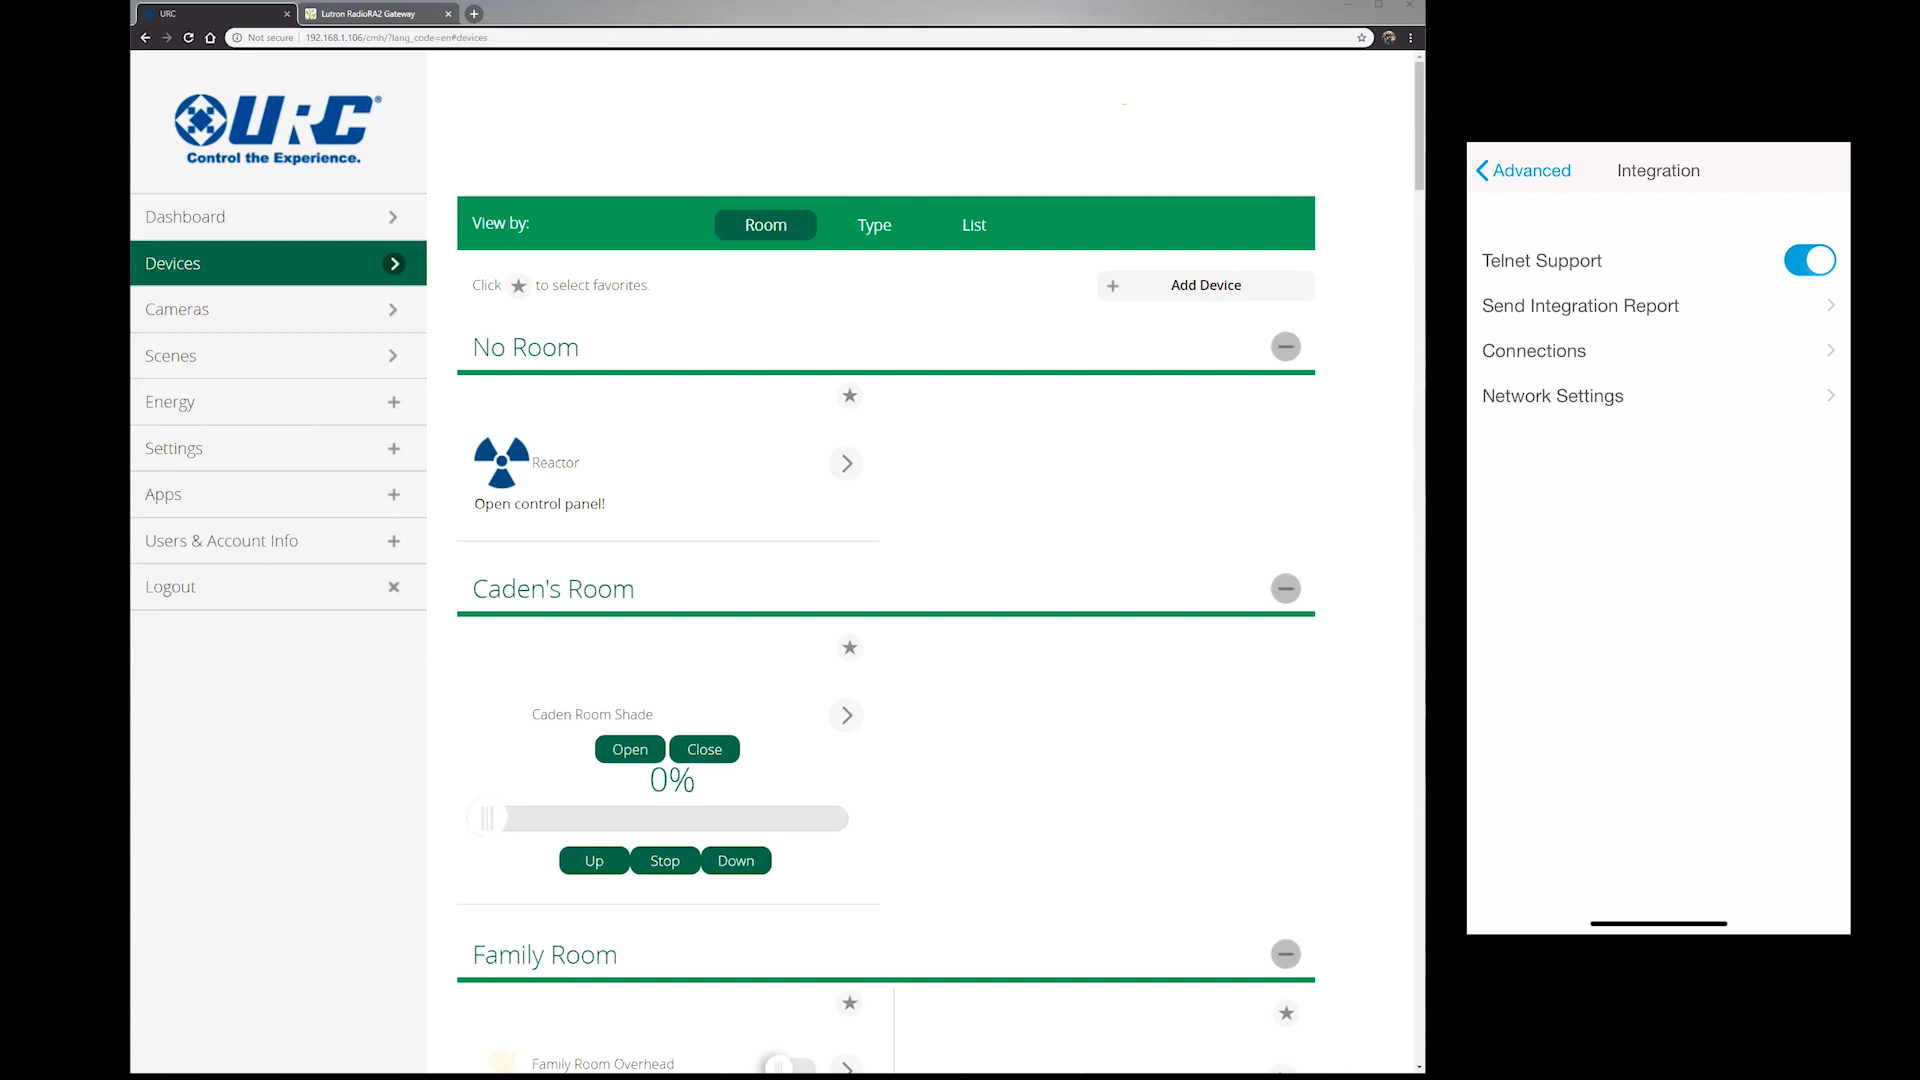 URC
Lutron RadioRA2 Gateway
Not secure
192.168.1.106/cmh/?lang_code=en#devices
URC®
Control the Experience.
Dashboard
Devices
Cameras
Scenes
Energy
Settings
Apps
Users & Account Info
Logout
View by:
Room
Type
List
Click ★ to select favorites.
+ Add Device
No Room
Reactor
Open control panel!
Caden's Room
Caden Room Shade
Open
Close
0%
Up
Stop
Down
Family Room
Family Room Overhead
Advanced
Integration
Telnet Support
Send Integration Report
Connections
Network Settings